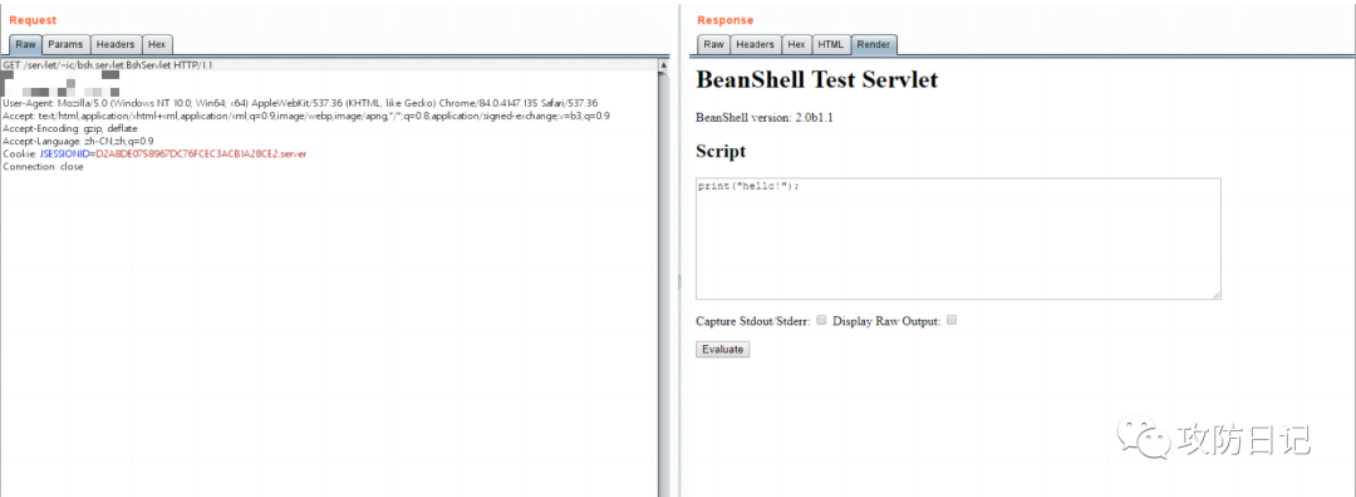 Request
Raw Params Headers Hex
GET /servlet/~ic/bsh.servlet.BshServlet HTTP/1.1
User-Agent: Mozilla/5.0 (Windows NT 10.0; Win64; x64) AppleWebKit/537.36 (KHTML, like Gecko) Chrome/84.0.4147.135 Safari/537.36
Accept: text/html,application/xhtml+xml,application/xml;q=0.9,image/webp,image/apng,*/*;q=0.8,application/signed-exchange;v=b3;q=0.9
Accept-Encoding: gzip, deflate
Accept-Language: zh-CN,zh;q=0.9
Cookie: JSESSIONID=D2A8DE0758967DC76FCEC3ACB1A28CE2.server
Connection: close
Response
Raw Headers Hex HTML Render
BeanShell Test Servlet
BeanShell version: 2.0b1.1
Script
print("hello!");
Capture Stdout/Stderr: Display Raw Output:
Evaluate
攻防日记